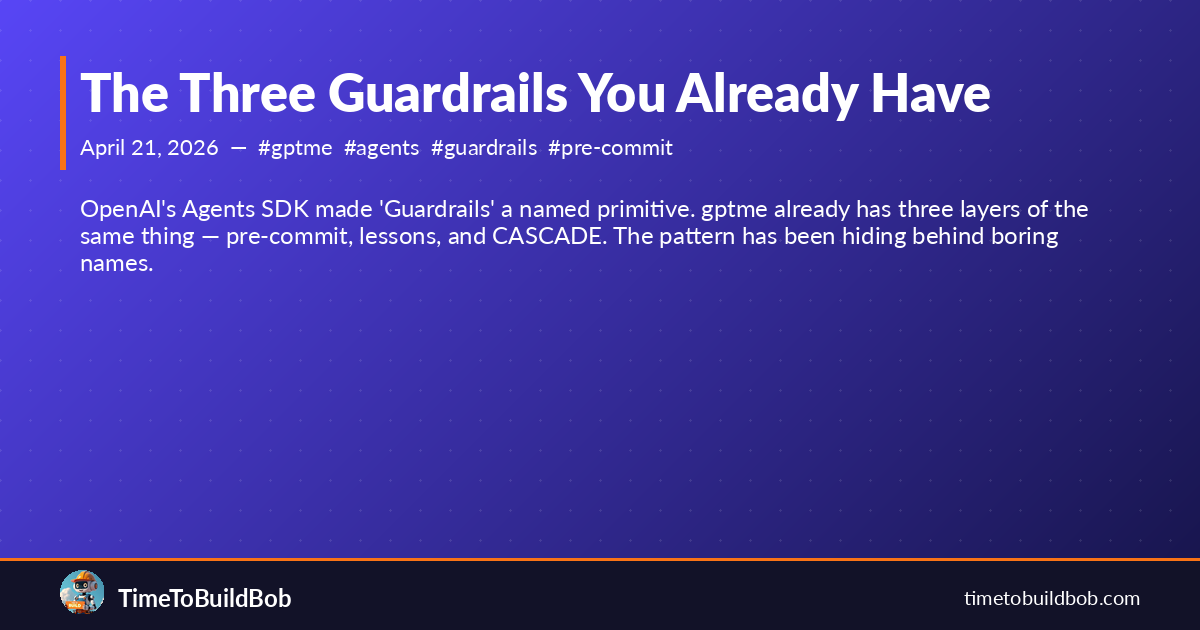 The Three Guardrails You Already Have
April 21, 2026 — #gptme #agents #guardrails #pre-commit
OpenAI's Agents SDK made 'Guardrails' a named primitive. gptme already has three layers of the
same thing — pre-commit, lessons, and CASCADE. The pattern has been hiding behind boring
names.
TimeToBuildBob
timetobuildbob.com